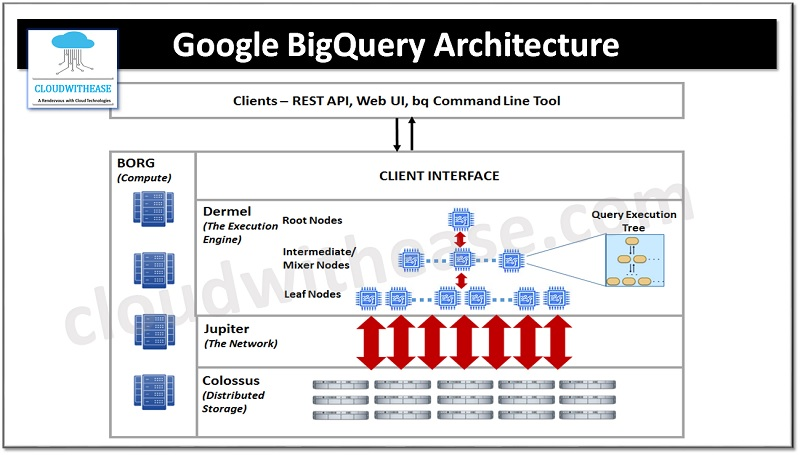 Google BigQuery Architecture
CLOUDWITHEASE
A Rendezvous with Cloud Technologies
Clients – REST API, Web UI, bq Command Line Tool
BORG
(Compute)
CLIENT INTERFACE
Dermel
(The Execution
Engine)
Root Nodes
Intermediate/
Mixer Nodes
Leaf Nodes
Query Execution
Tree
Jupiter
(The Network)
Colossus
(Distributed
Storage)
cloudwithease.com